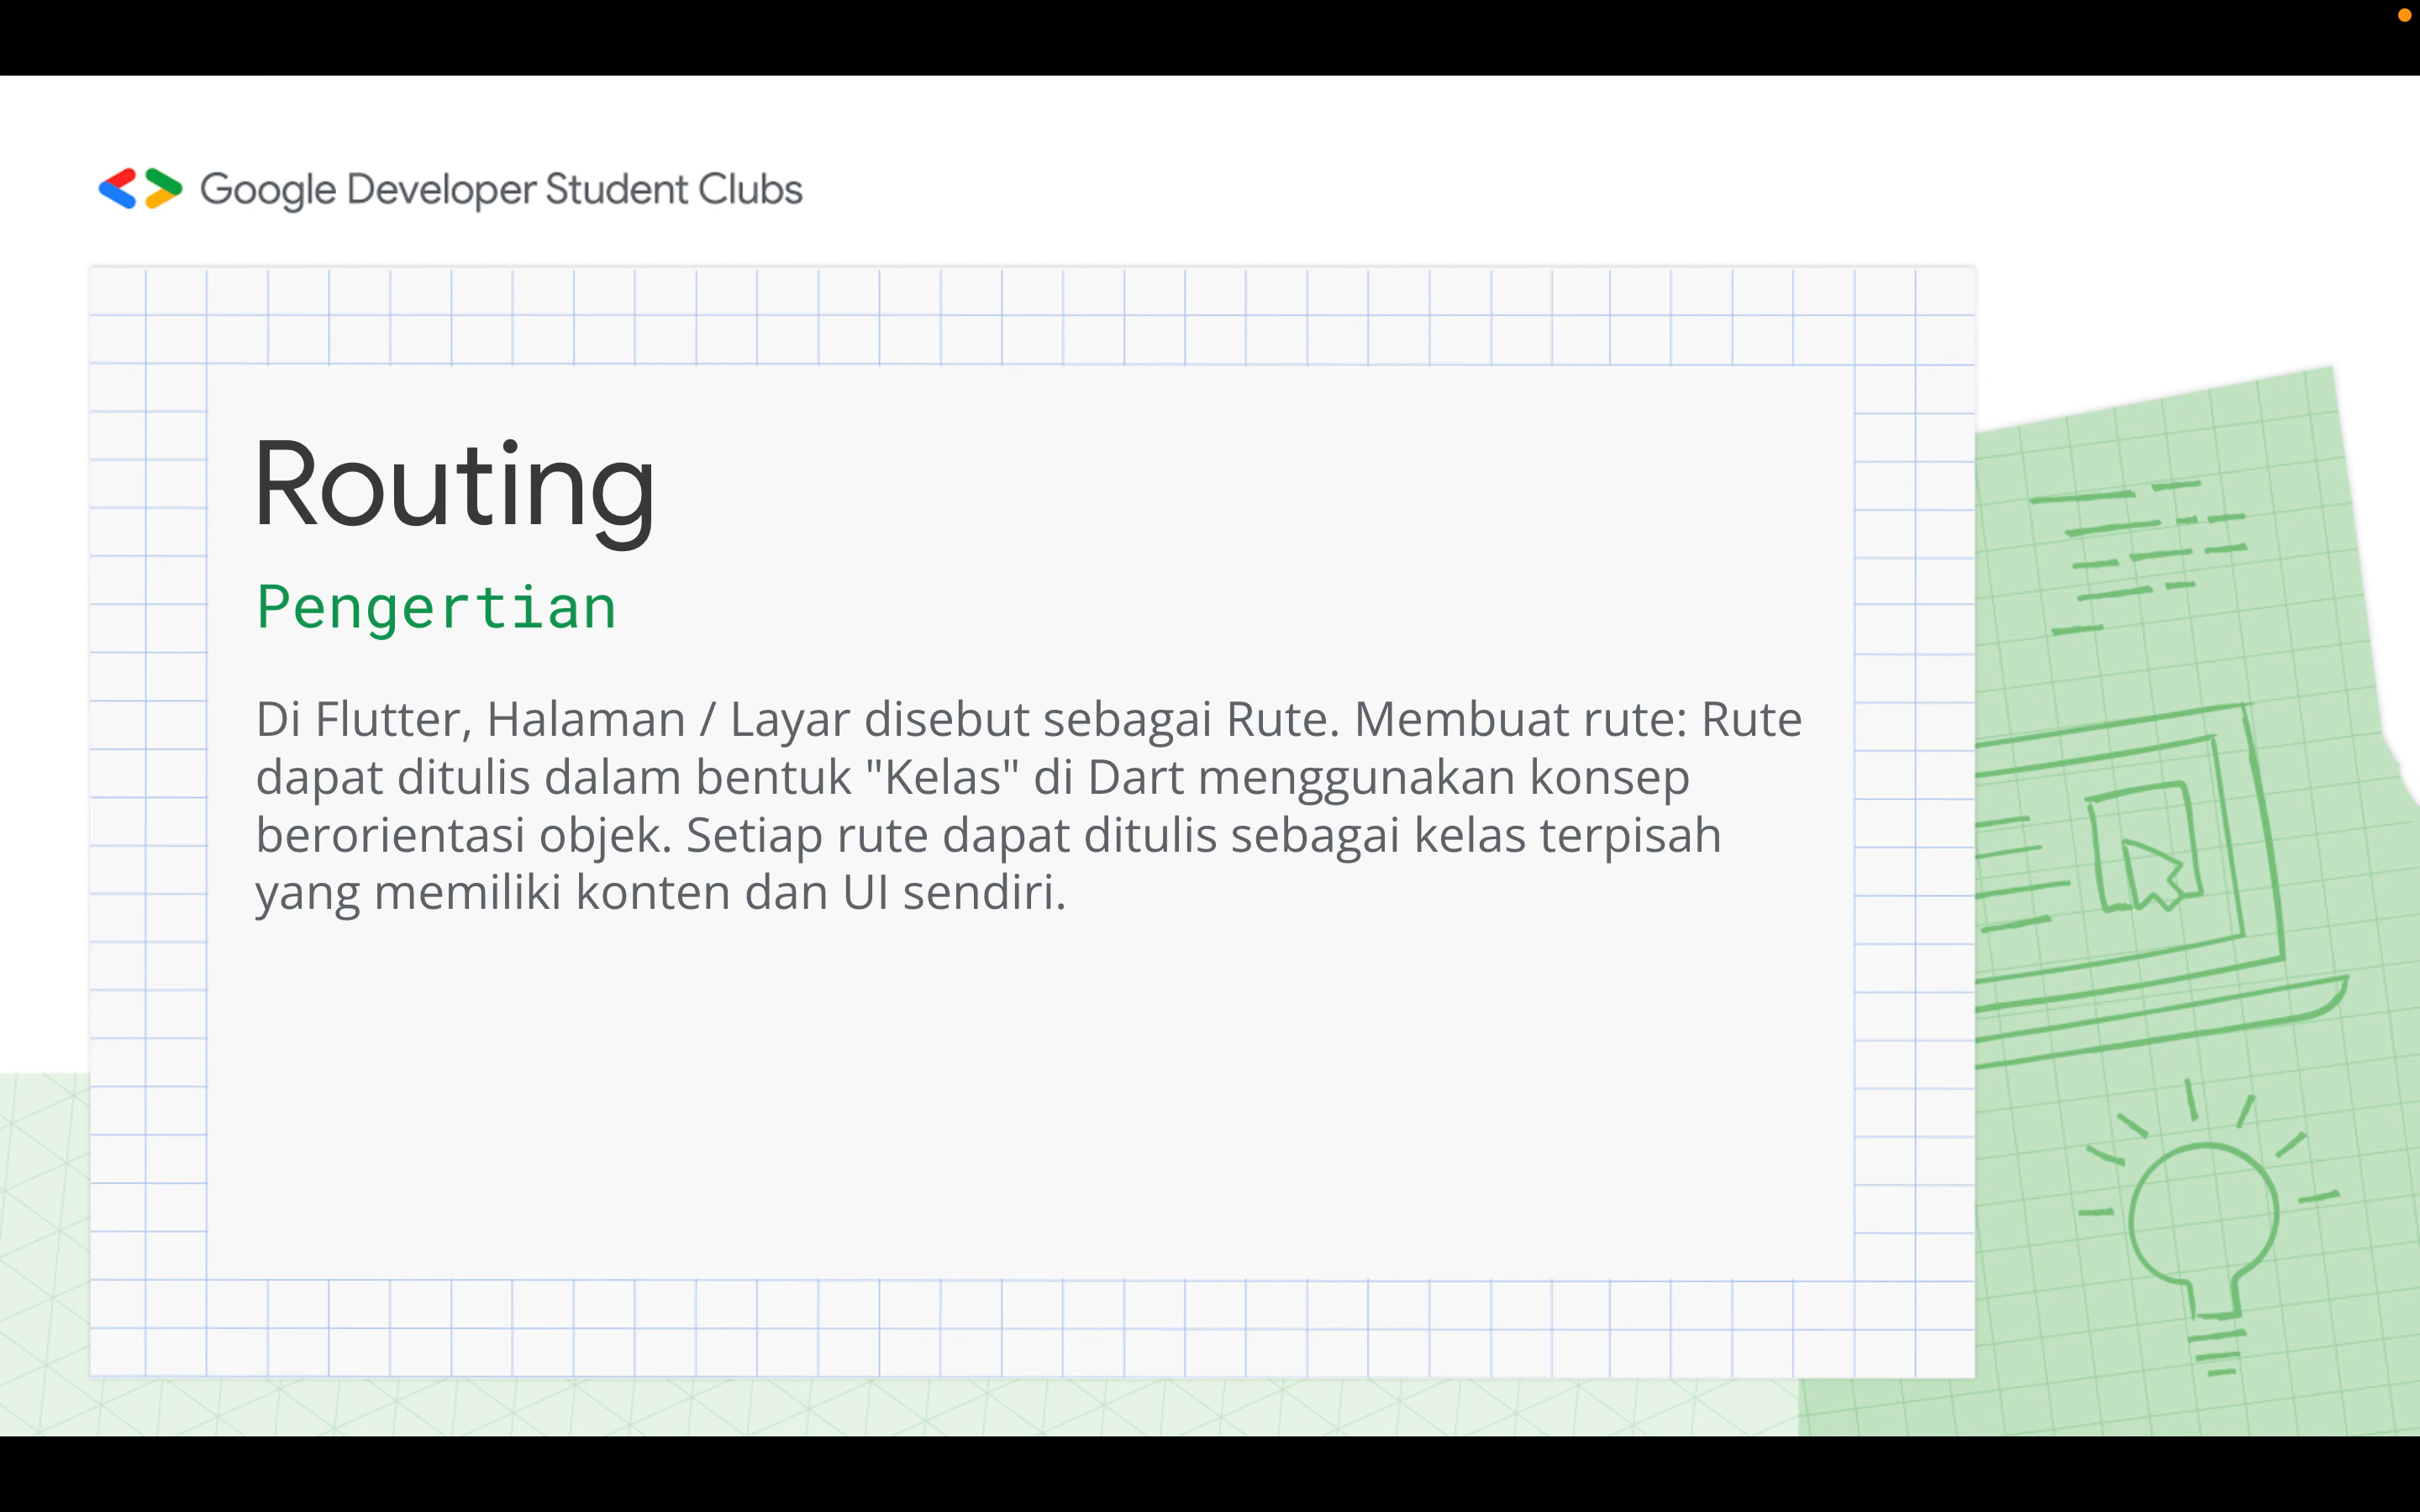 Google Developer Student Clubs
Routing
Pengertian
Di Flutter, Halaman / Layar disebut sebagai Rute. Membuat rute: Rute
dapat ditulis dalam bentuk "Kelas" di Dart menggunakan konsep
berorientasi objek. Setiap rute dapat ditulis sebagai kelas terpisah
yang memiliki konten dan UI sendiri.